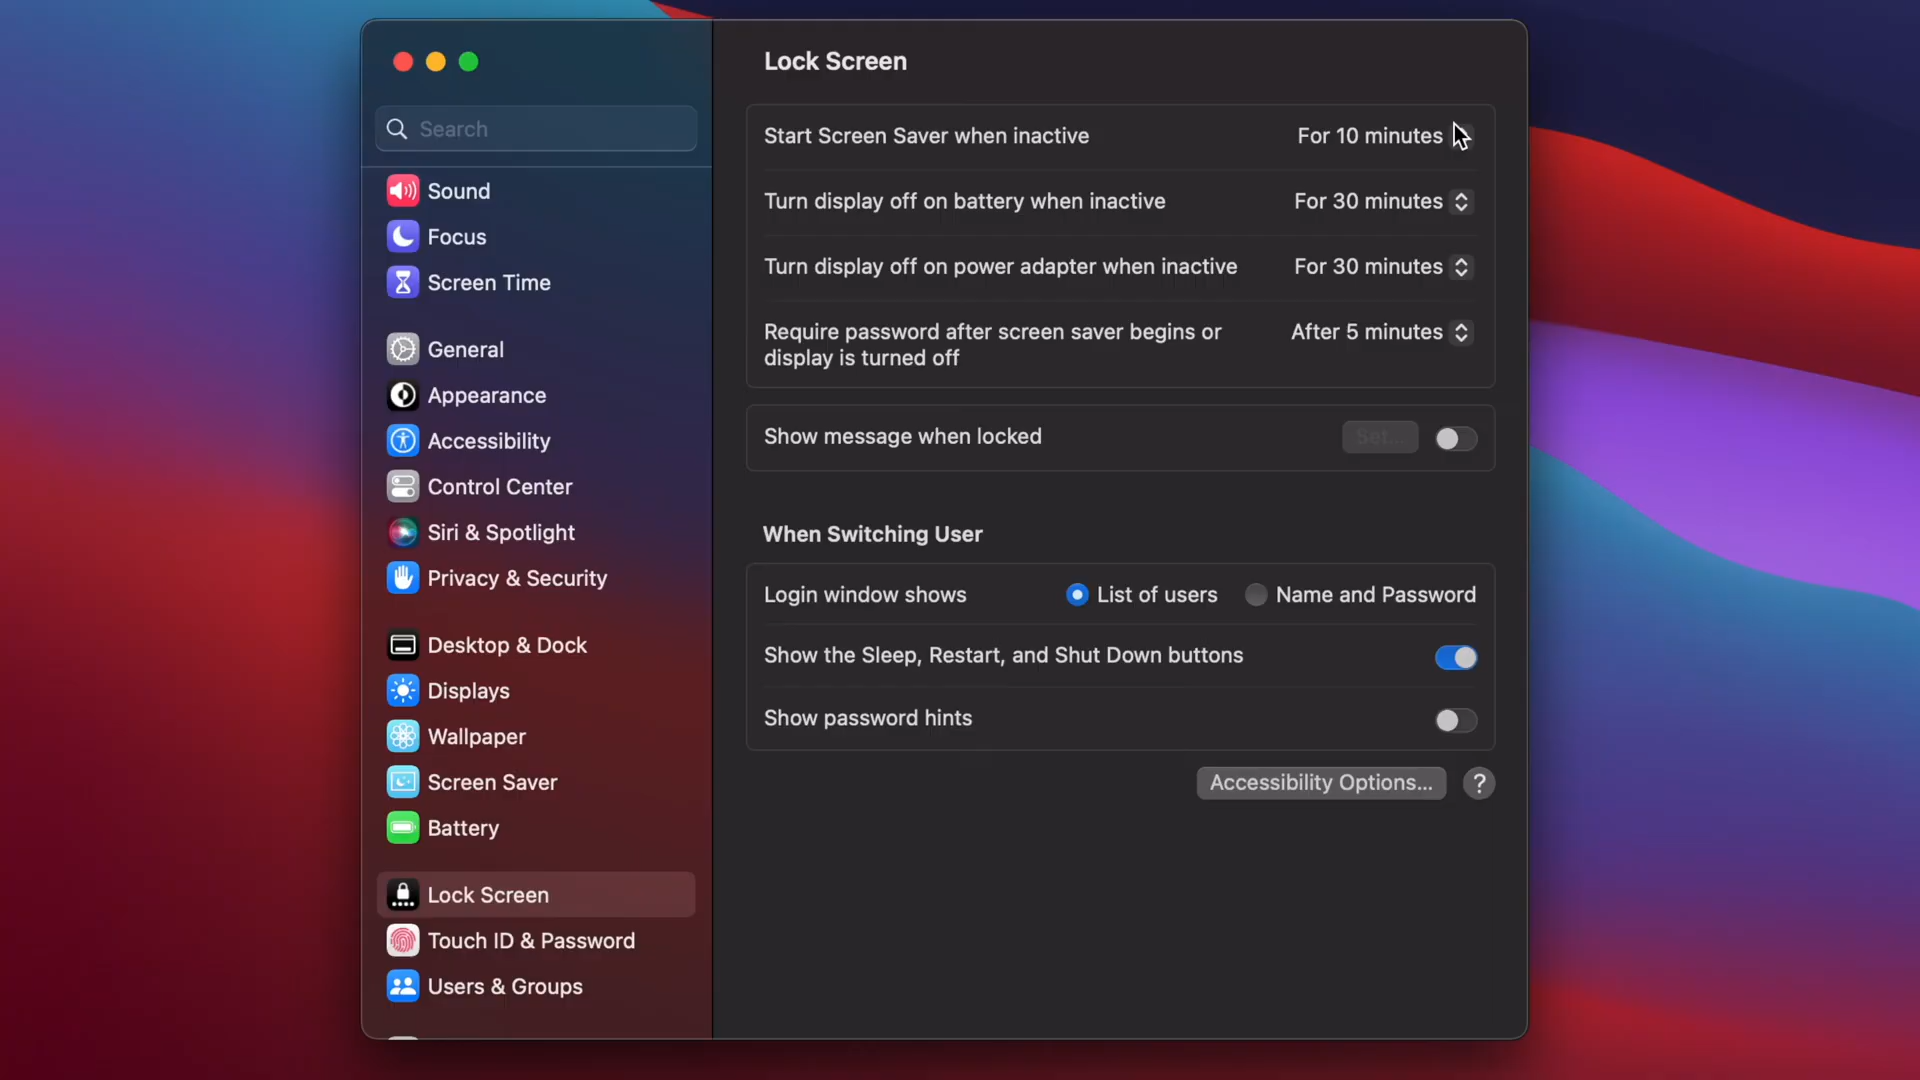 Search
Sound
Focus
Screen Time
General
Appearance
Accessibility
Control Center
Siri & Spotlight
Privacy & Security
Desktop & Dock
Displays
Wallpaper
Screen Saver
Battery
Lock Screen
Touch ID & Password
Users & Groups
Lock Screen
Start Screen Saver when inactive For 10 minutes
Turn display off on battery when inactive For 30 minutes
Turn display off on power adapter when inactive For 30 minutes
Require password after screen saver begins or After 5 minutes
display is turned off
Show message when locked Set...
When Switching User
Login window shows List of users Name and Password
Show the Sleep, Restart, and Shut Down buttons
Show password hints
Accessibility Options... ?